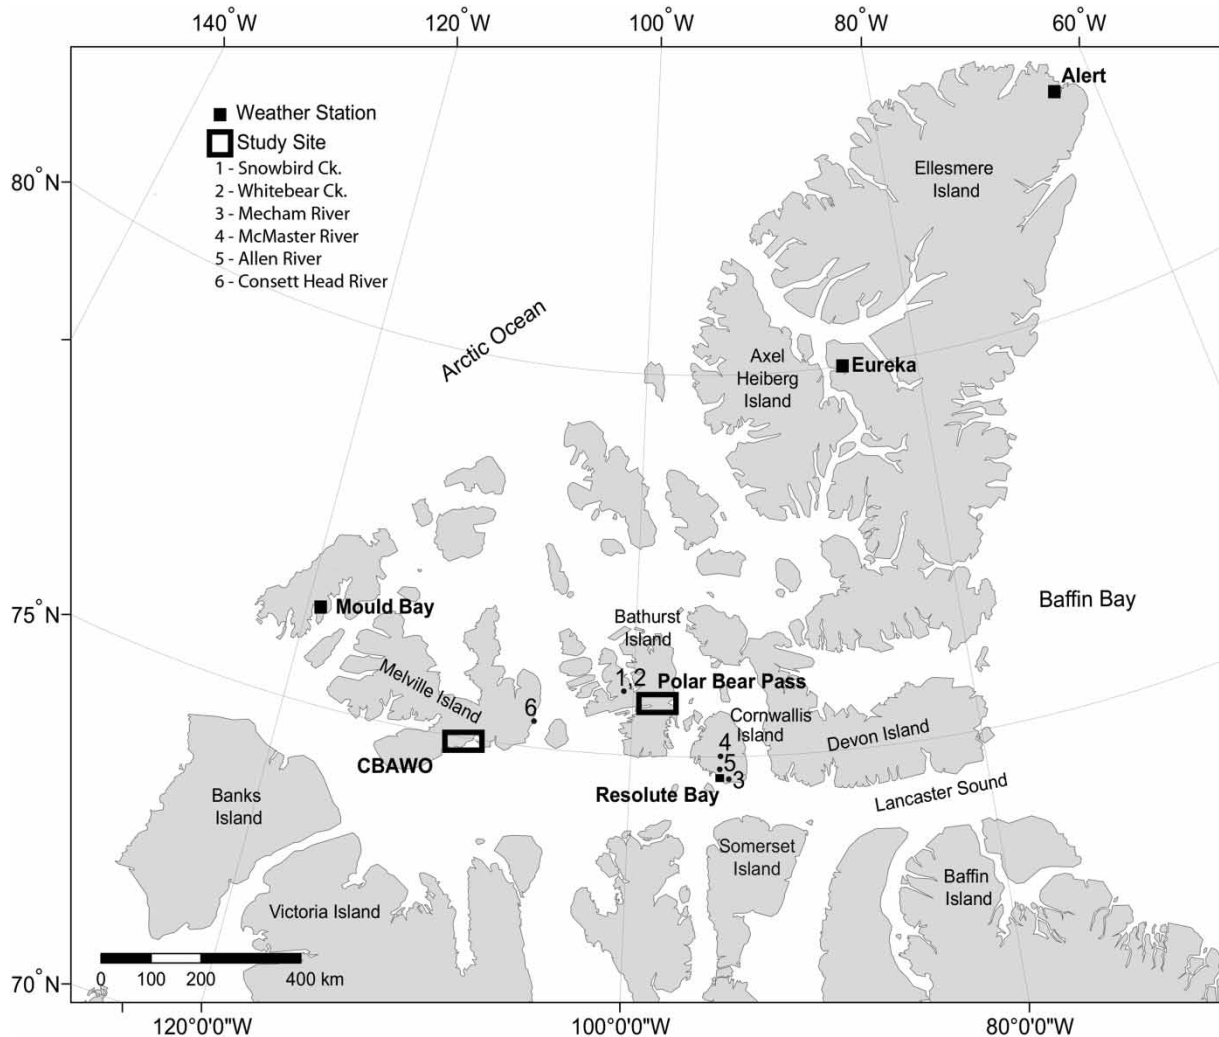 140°W 120°W 100°W 80°W 60°W
Alert
Weather Station
Study Site
1 - Snowbird Ck.
2 - Whitebear Ck.
3 - Mecham River
4 - McMaster River
5 - Allen River
6 - Consett Head River
Ellesmere
Island
80°N
Arctic Ocean
Axel
Heiberg
Island
Eureka
75°N
Mould Bay
Baffin Bay
Bathurst
Island
Melville Island
1,2
Polar Bear Pass
6
Cornwallis
Island
Devon Island
4
5
3
CBAWO
Resolute Bay
Lancaster Sound
Banks
Island
Somerset
Island
Baffin
Island
Victoria Island
0 100 200 400 km
70°N
120°0'0"W 100°0'0"W 80°0'0"W